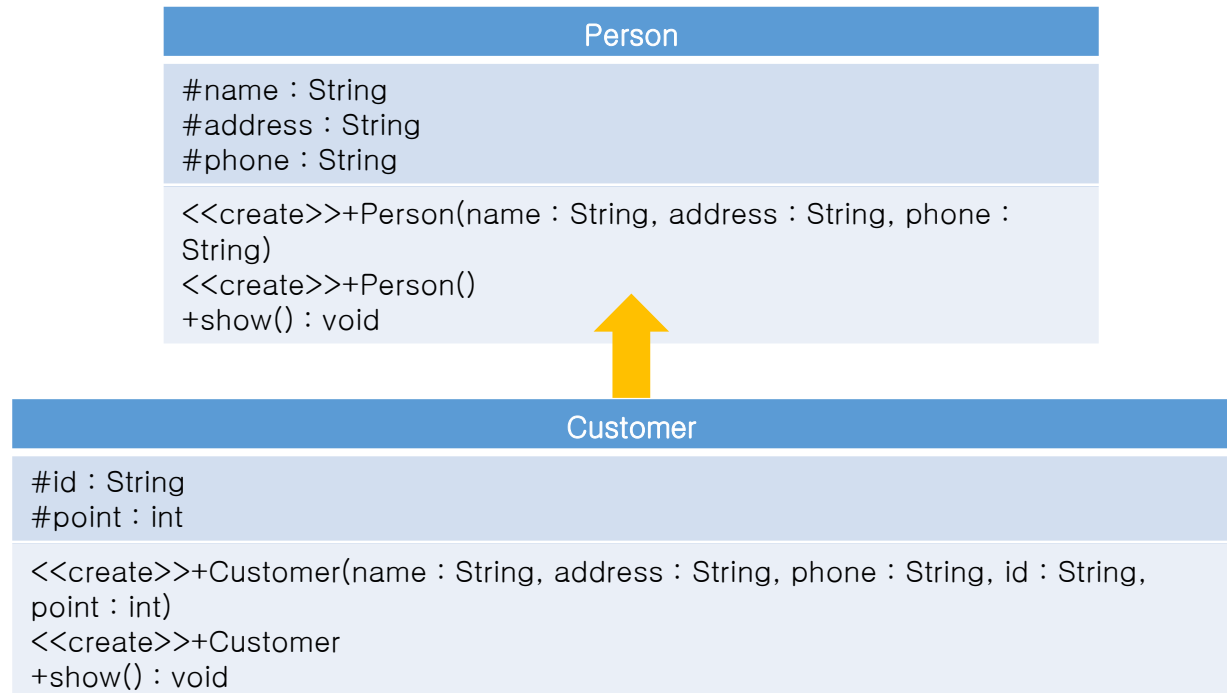 Person
#name : String
#address : String
#phone : String
<<create>>+Person(name : String, address : String, phone :
String)
<<create>>+Person()
+show() : void
Customer
#id : String
#point : int
<<create>>+Customer(name : String, address : String, phone : String, id : String,
point : int)
<<create>>+Customer
+show() : void